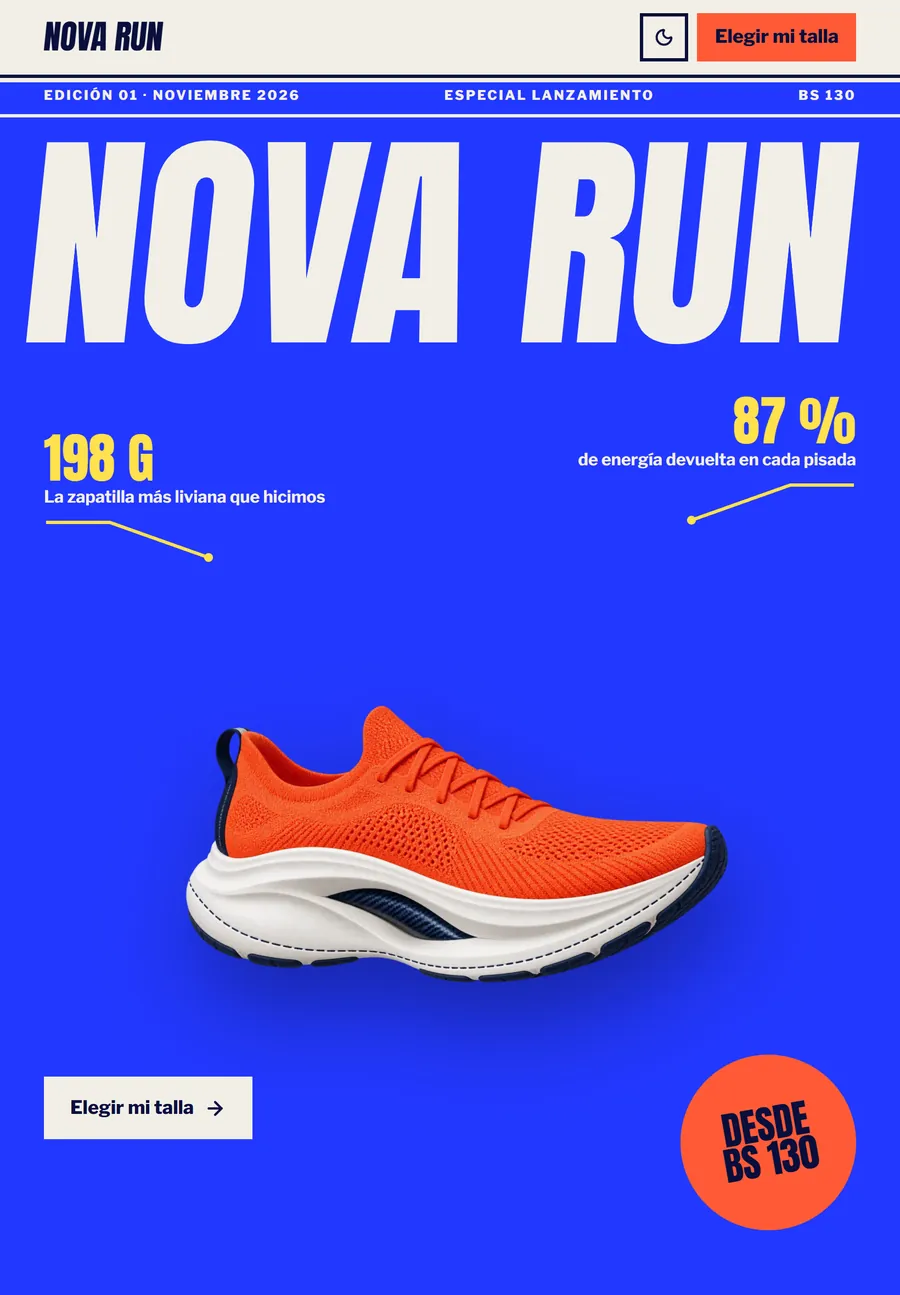 NOVA RUN
Elegir mi talla
EDICIÓN 01 · NOVIEMBRE 2026
ESPECIAL LANZAMIENTO
BS 130
NOVA RUN
87 %
de energía devuelta en cada pisada
198 G
La zapatilla más liviana que hicimos
Elegir mi talla →
DESDE
BS 130